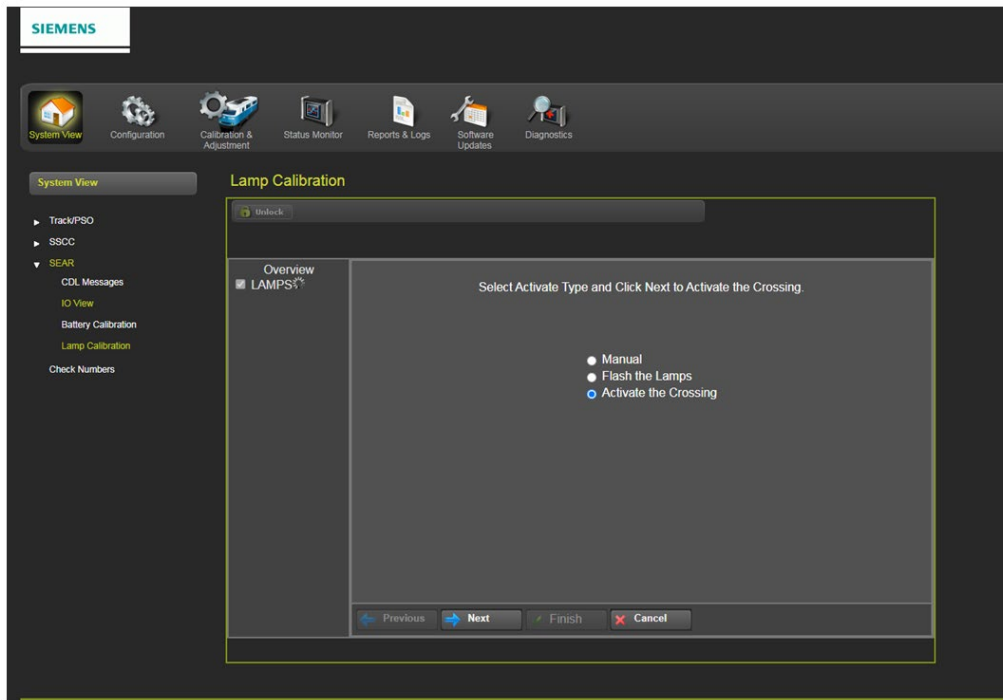 SIEMENS
System View
Configuration
Calibration &
Adjustment
Status Monitor
Reports & Logs
Software
Updates
Diagnostics
System View
Track/PSO
SSCC
SEAR
CDL Messages
IO View
Battery Calibration
Lamp Calibration
Check Numbers
Lamp Calibration
Unlock
Overview
LAMPS
Select Activate Type and Click Next to Activate the Crossing.
Manual
Flash the Lamps
Activate the Crossing
Previous
Next
Finish
Cancel